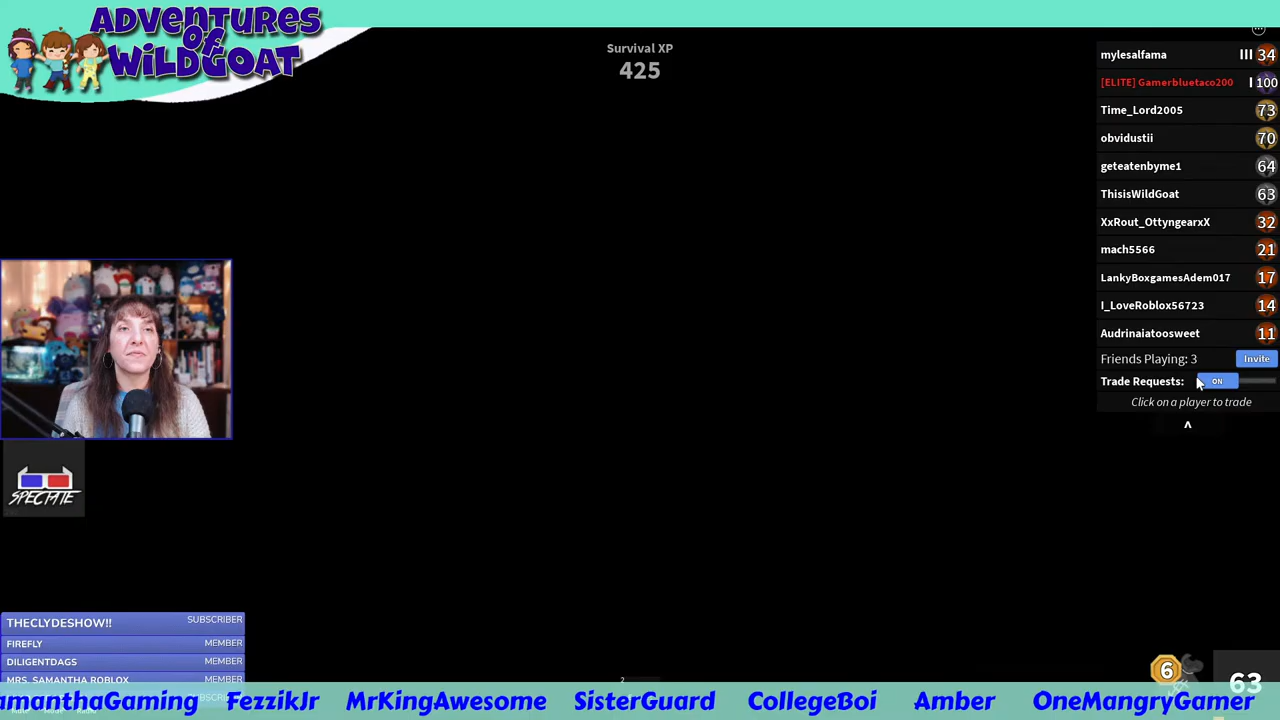 ADVENTURES
OF
WILDGOAT
Survival XP
425
mylesalfama III 34
[ELITE] Gamerbluetaco200 I 100
Time_Lord2005 73
obvidustii 70
geteatenbyme1 64
ThisisWildGoat 63
XxRout_OttyngearxX 32
mach5566 21
LankyBoxgamesAdem017 17
I_LoveRoblox56723 14
Audrinaiatoosweet 11
Friends Playing: 3 Invite
Trade Requests: ON
Click on a player to trade
^
SPECTATE
THECLYDESHOW!! SUBSCRIBER
FIREFLY MEMBER
DILIGENTDAGS MEMBER
MRS. SAMANTHA ROBLOX MEMBER
2
6
63
amanthaGaming FezzikJr MrKingAwesome SisterGuard CollegeBoi Amber OneMangryGamer